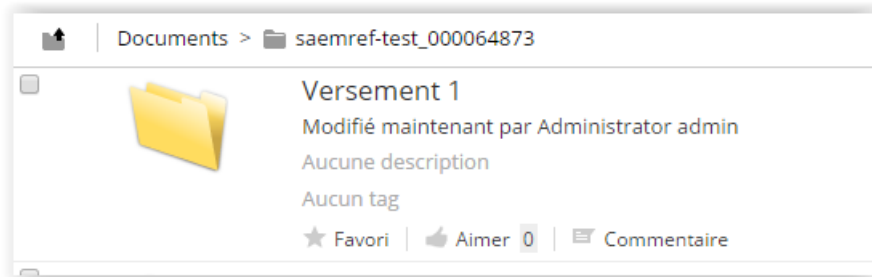 Documents > saemref-test_000064873
Versement 1
Modifié maintenant par Administrator admin
Aucune description
Aucun tag
Favori Aimer 0 Commentaire